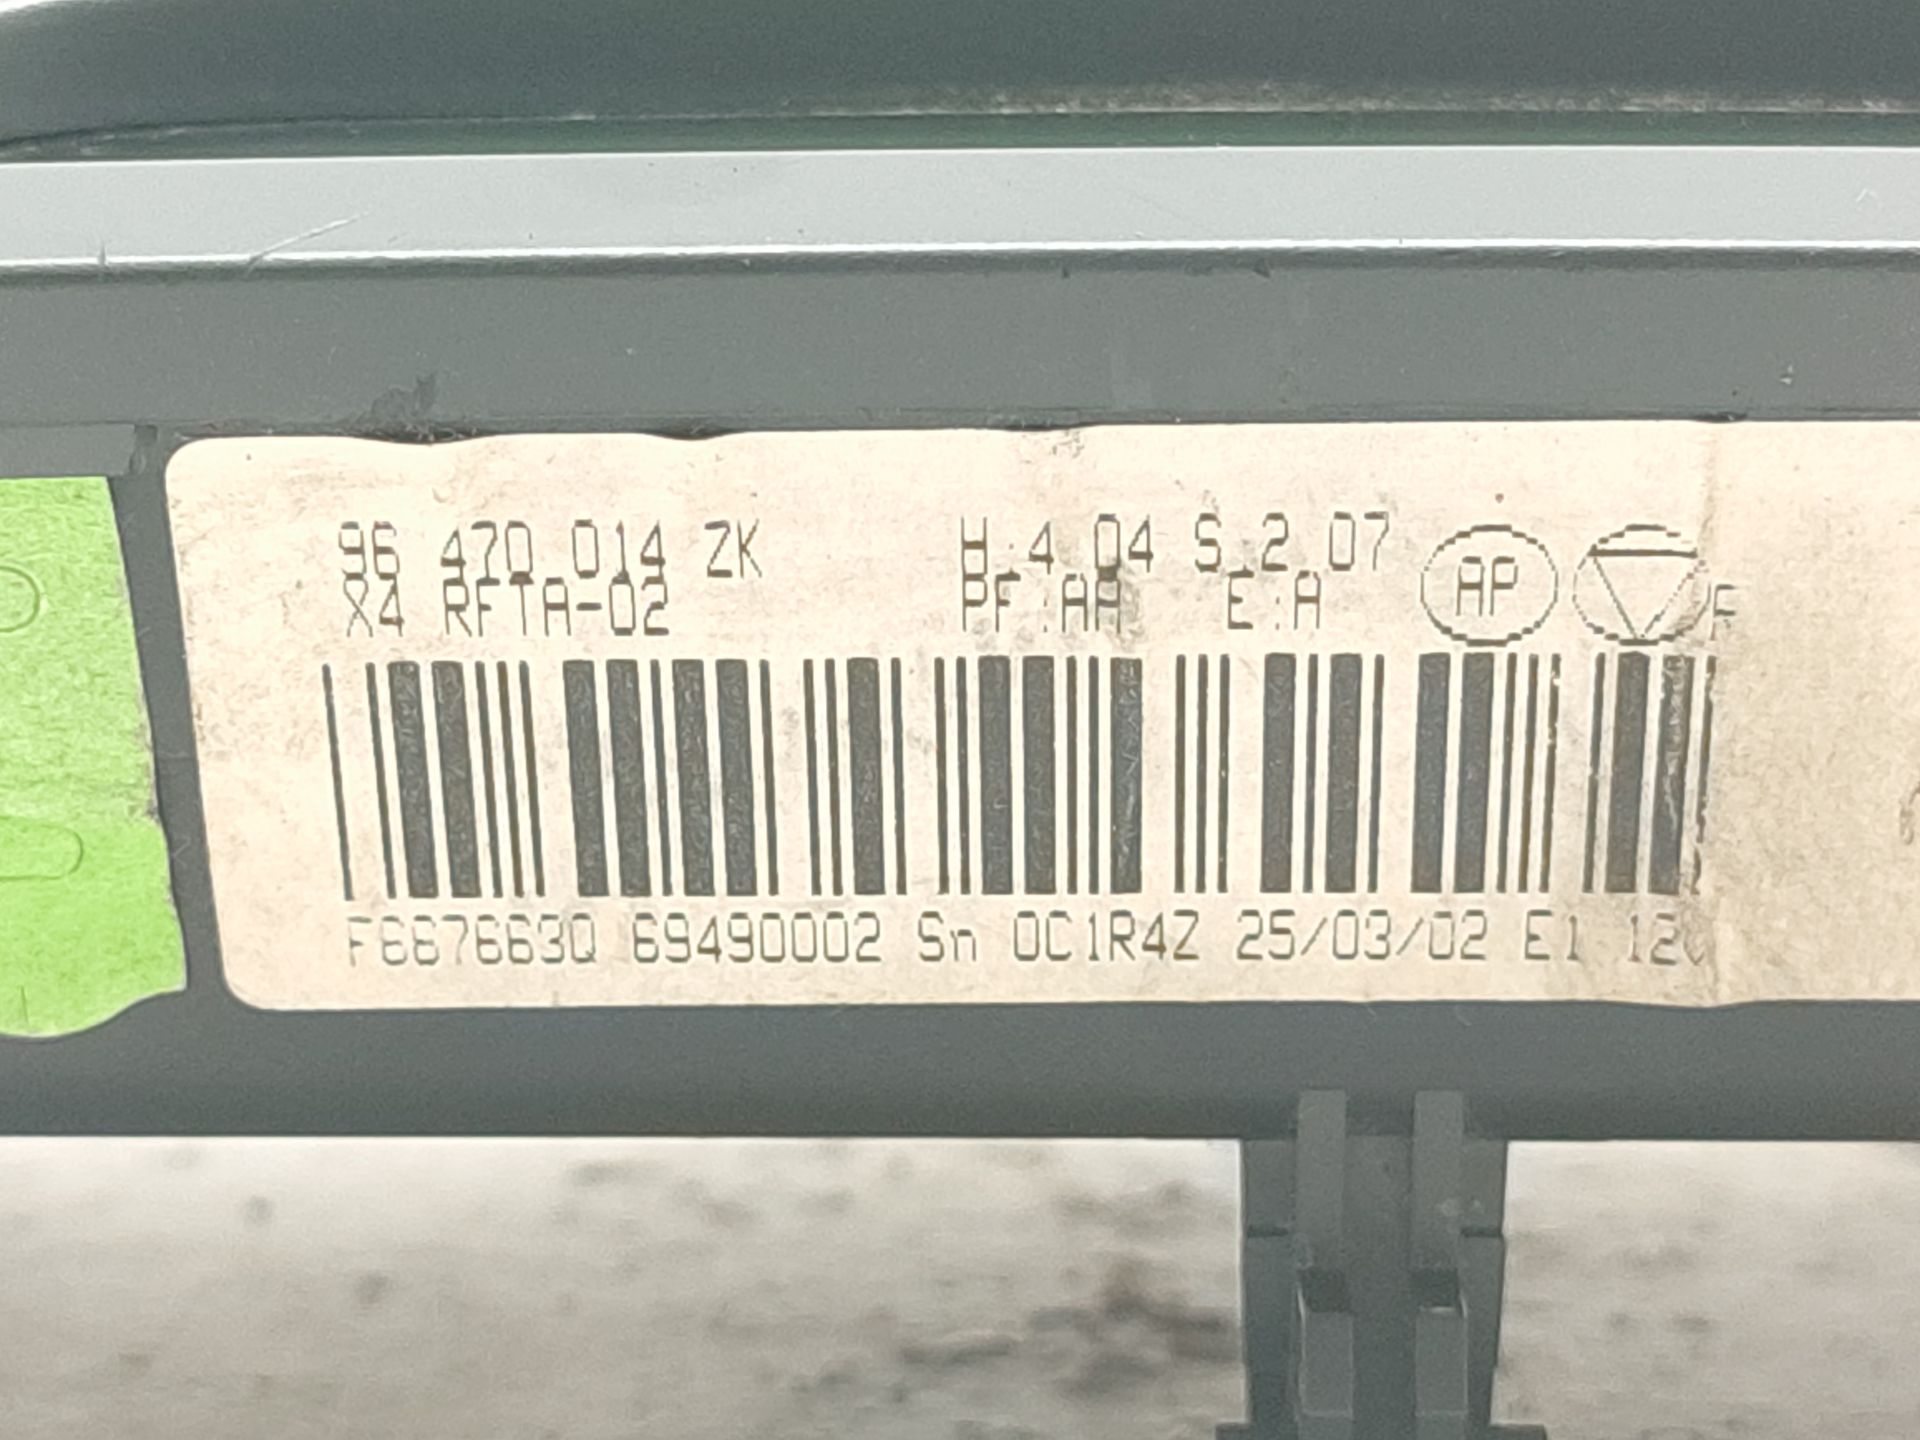 96 470 014 ZK H:4.04 S.2.07
X4 RFTA-02 PF:AA E:A AP
F6676630 69490002 Sn 0C1R4Z 25/03/02 E1